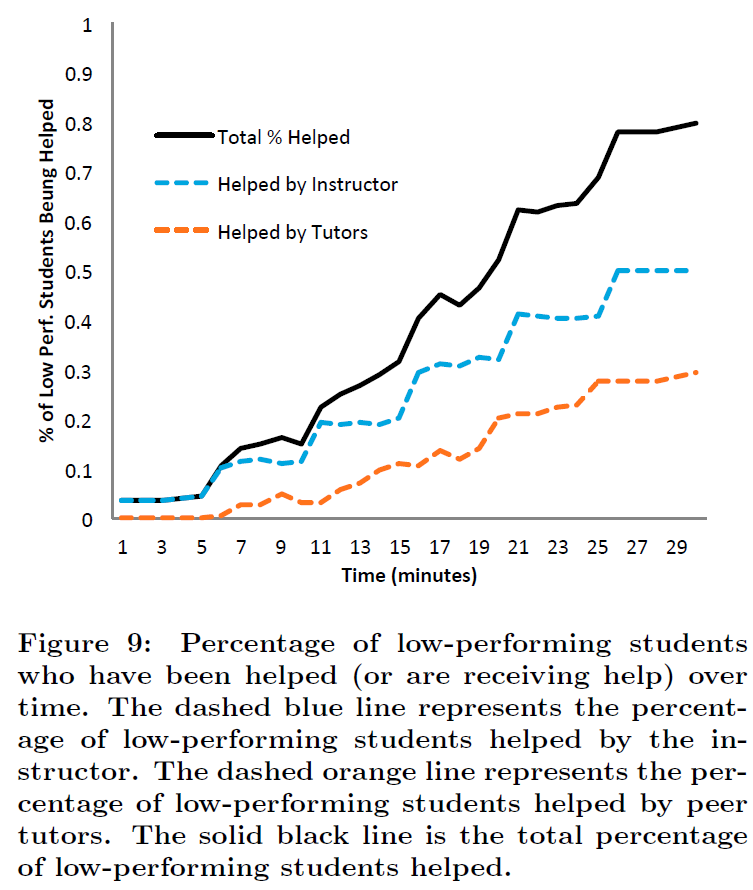 1
0.9
0.8
0.7
0.6
0.5
0.4
0.3
0.2
0.1
0
% of Low Perf. Students Beung Helped
Total % Helped
Helped by Instructor
Helped by Tutors
1 3 5 7 9 11 13 15 17 19 21 23 25 27 29
Time (minutes)
Figure 9: Percentage of low-performing students
who have been helped (or are receiving help) over
time. The dashed blue line represents the percent-
age of low-performing students helped by the in-
structor. The dashed orange line represents the per-
centage of low-performing students helped by peer
tutors. The solid black line is the total percentage
of low-performing students helped.